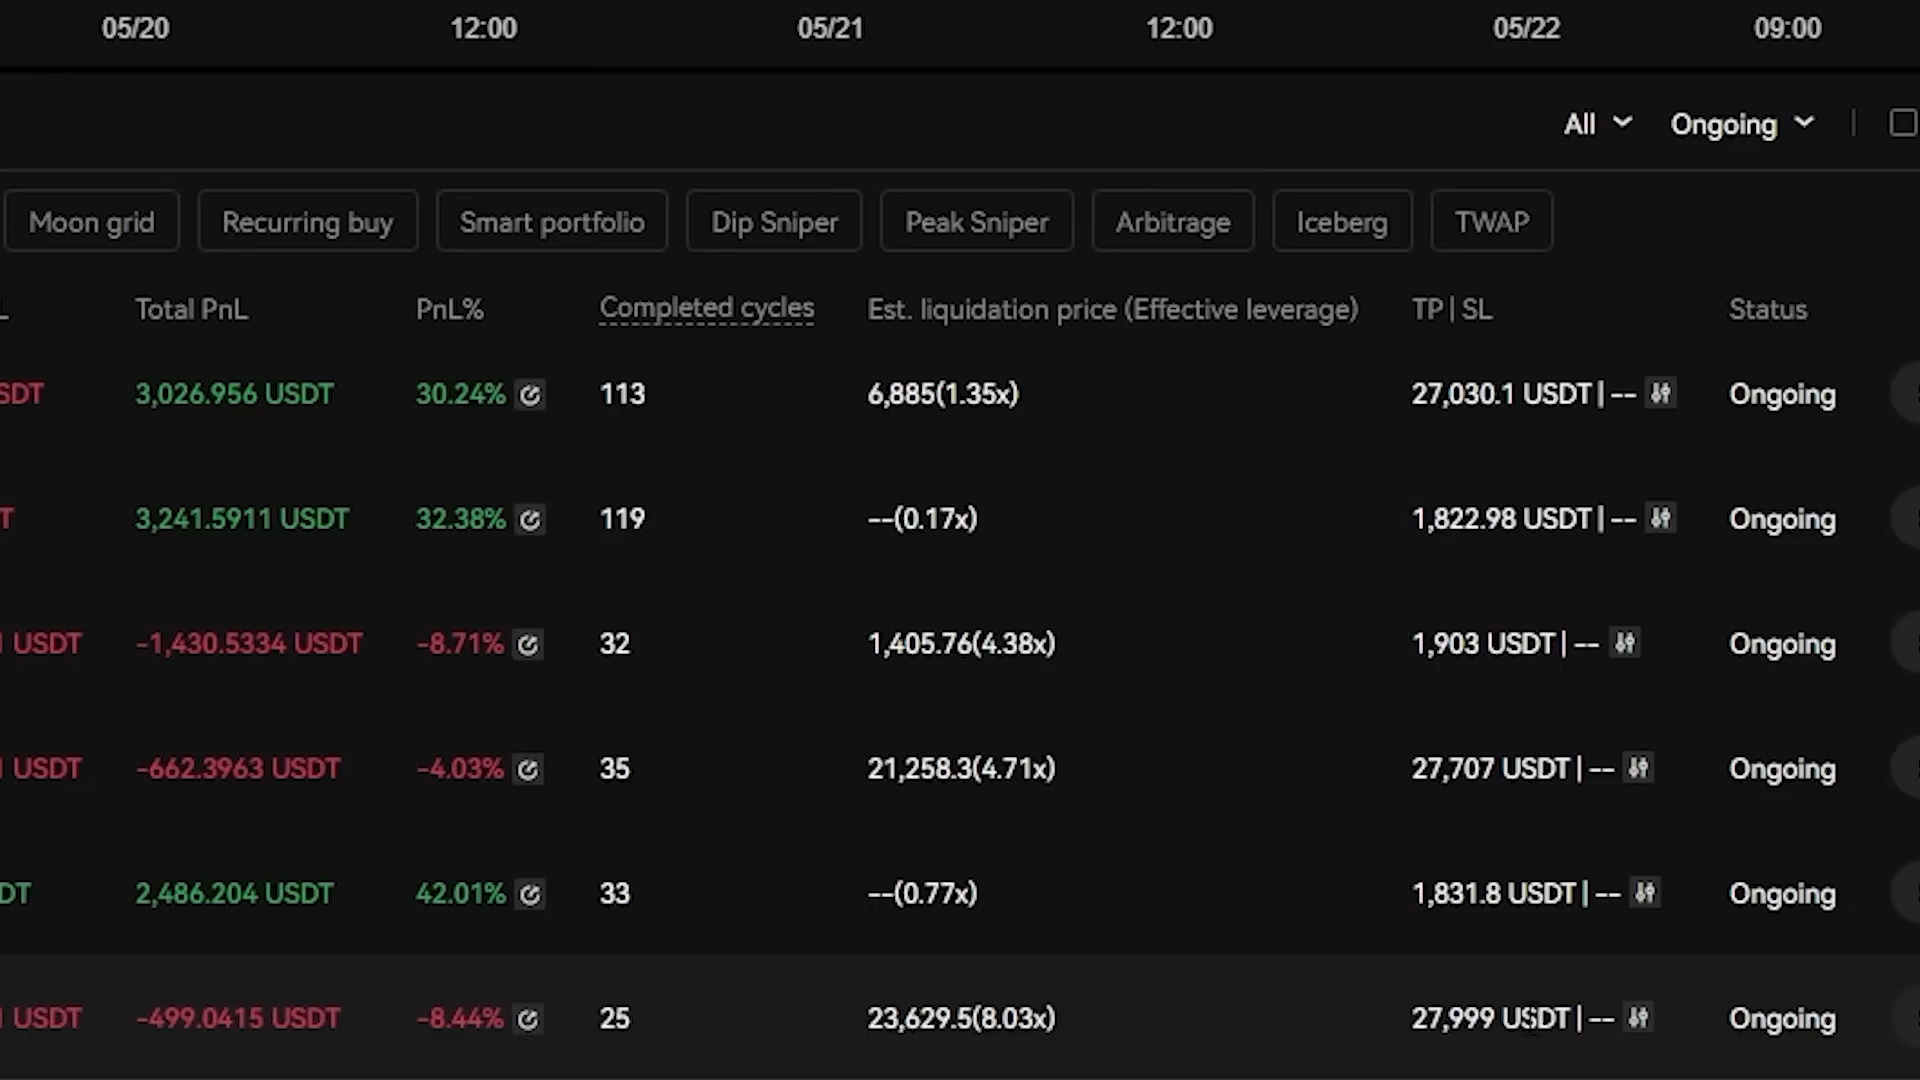 05/20 12:00 05/21 12:00 05/22 09:00
All Ongoing
Moon grid Recurring buy Smart portfolio Dip Sniper Peak Sniper Arbitrage Iceberg TWAP
Total PnL PnL% Completed cycles Est. liquidation price (Effective leverage) TP | SL Status
3,026.956 USDT 30.24% 113 6,885(1.35x) 27,030.1 USDT | -- Ongoing
3,241.5911 USDT 32.38% 119 --(0.17x) 1,822.98 USDT | -- Ongoing
USDT -1,430.5334 USDT -8.71% 32 1,405.76(4.38x) 1,903 USDT | -- Ongoing
USDT -662.3963 USDT -4.03% 35 21,258.3(4.71x) 27,707 USDT | -- Ongoing
2,486.204 USDT 42.01% 33 --(0.77x) 1,831.8 USDT | -- Ongoing
USDT -499.0415 USDT -8.44% 25 23,629.5(8.03x) 27,999 USDT | -- Ongoing